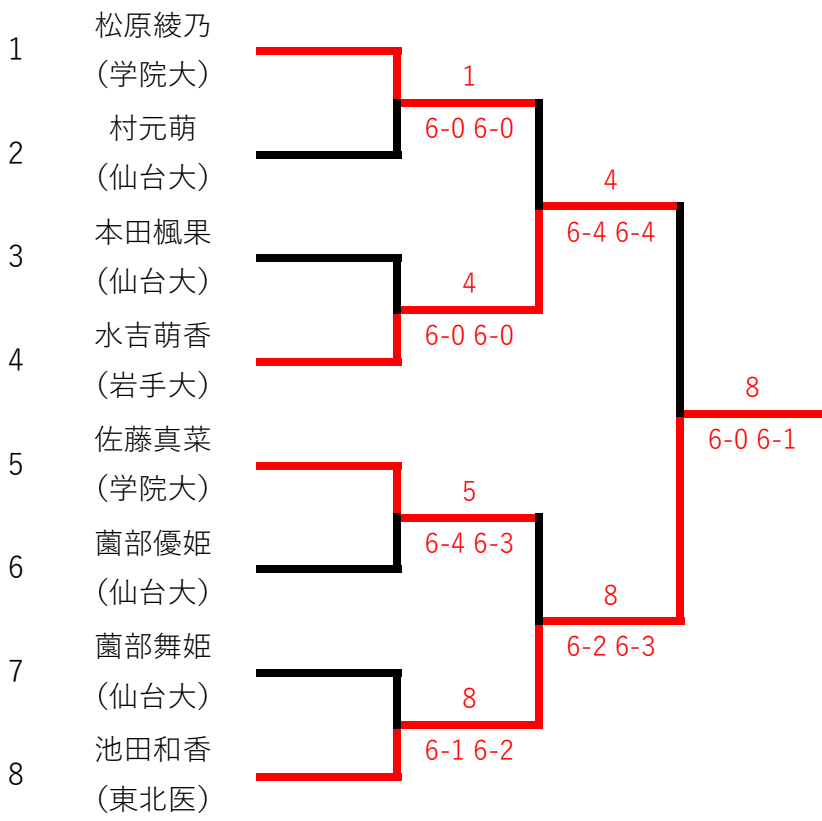 1
松原綾乃
(学院大)
2
村元萌
(仙台大)
3
本田楓果
(仙台大)
4
水吉萌香
(岩手大)
5
佐藤真菜
(学院大)
6
薗部優姫
(仙台大)
7
薗部舞姫
(仙台大)
8
池田和香
(東北医)
1
6-0 6-0
4
6-0 6-0
5
6-4 6-3
8
6-1 6-2
4
6-4 6-4
8
6-2 6-3
8
6-0 6-1